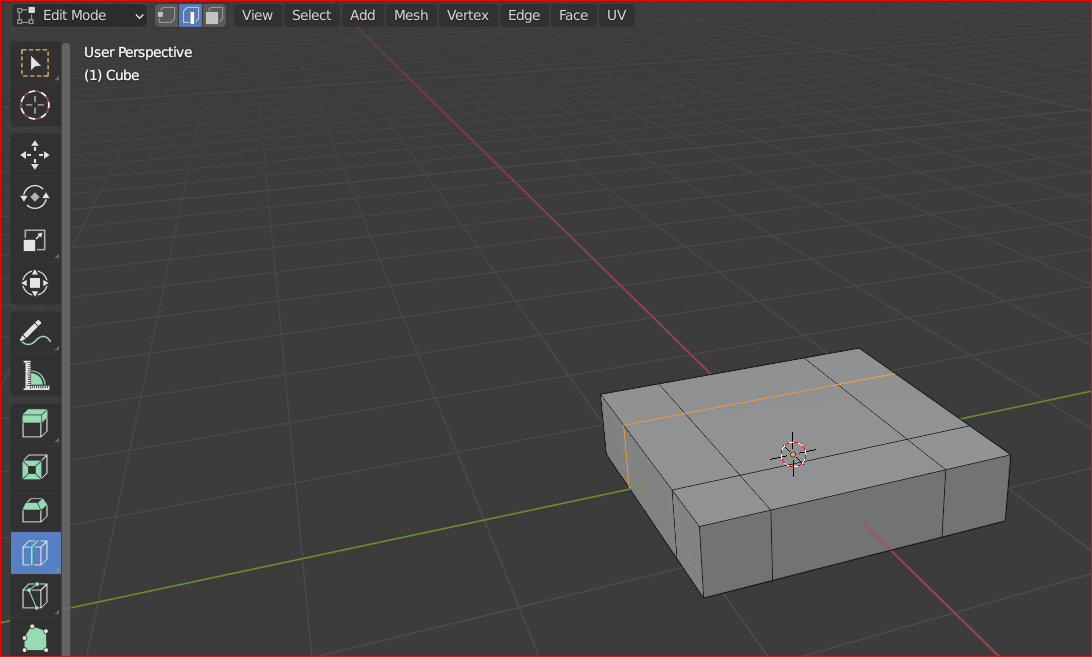 Edit Mode View Select Add Mesh Vertex Edge Face UV
User Perspective
(1) Cube